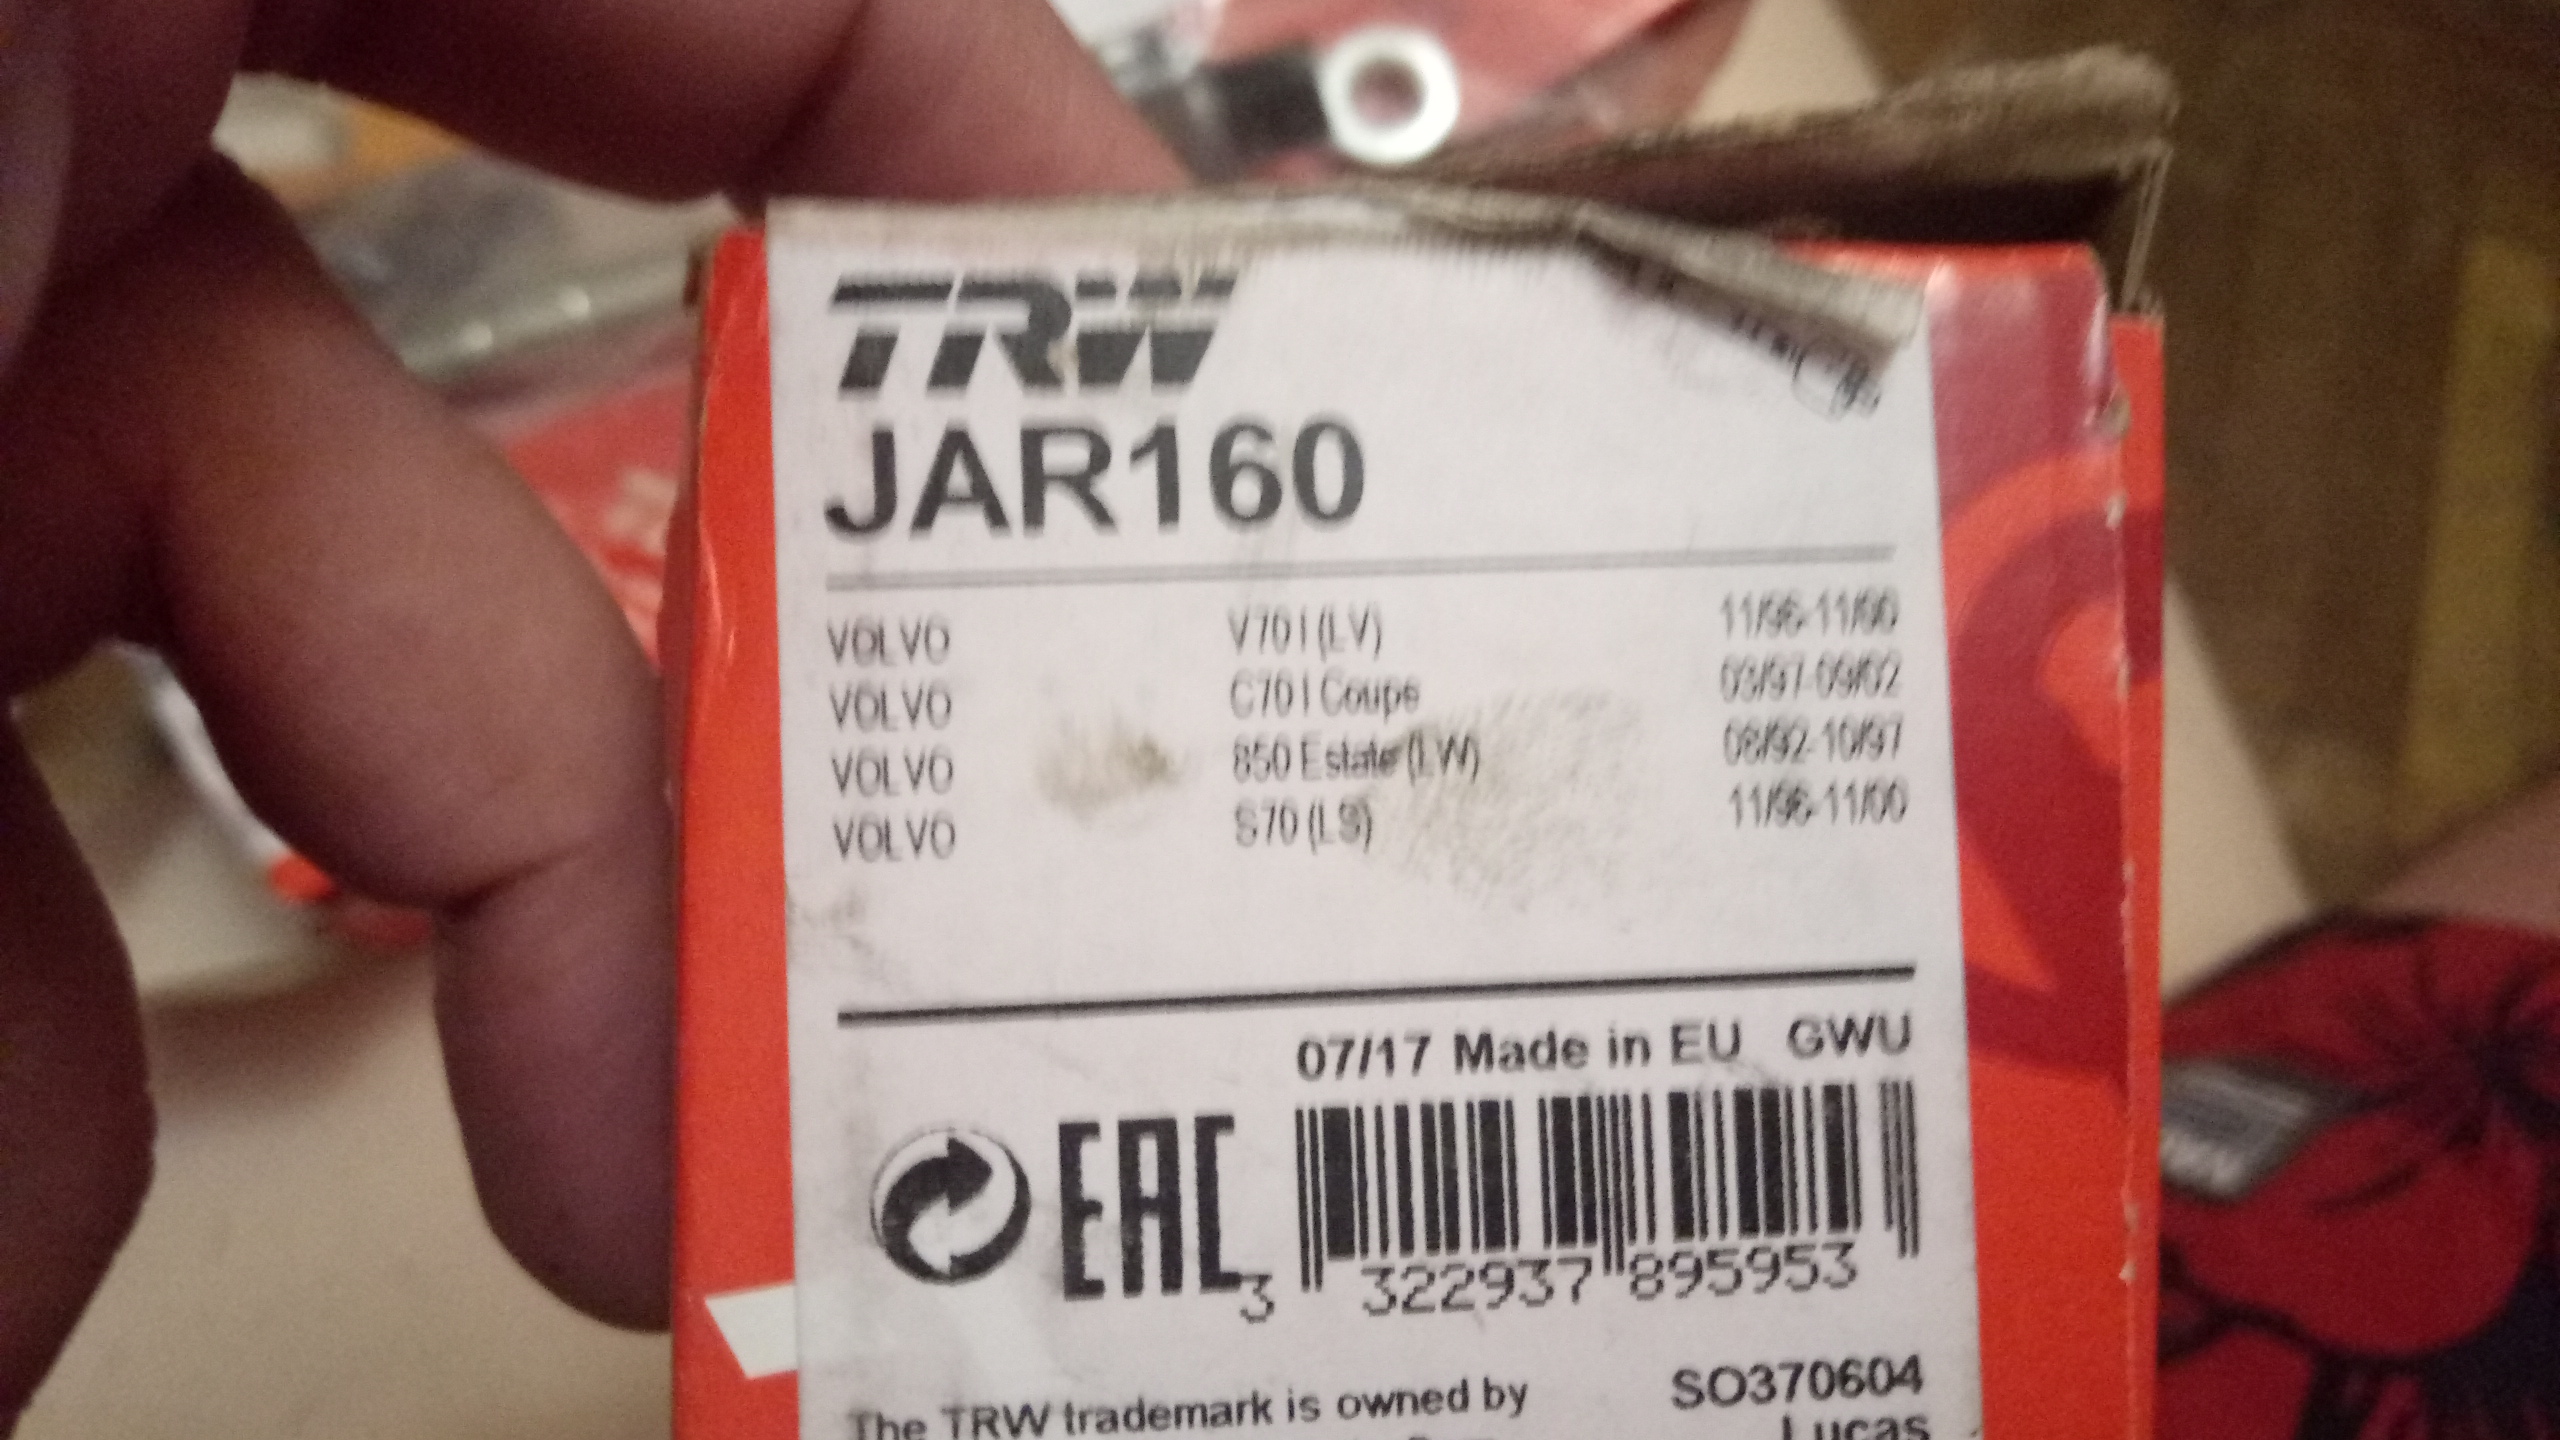 TRW
JAR160
VOLVO V70 I (LV) 11/96-11/00
VOLVO C70 I Coupe 03/97-09/02
VOLVO 850 Estate (LW) 08/92-10/97
VOLVO S70 (LS) 11/96-11/00
07/17 Made in EU GWU
EAC
3 322937 895953
SO370604
The TRW trademark is owned by
Lucas